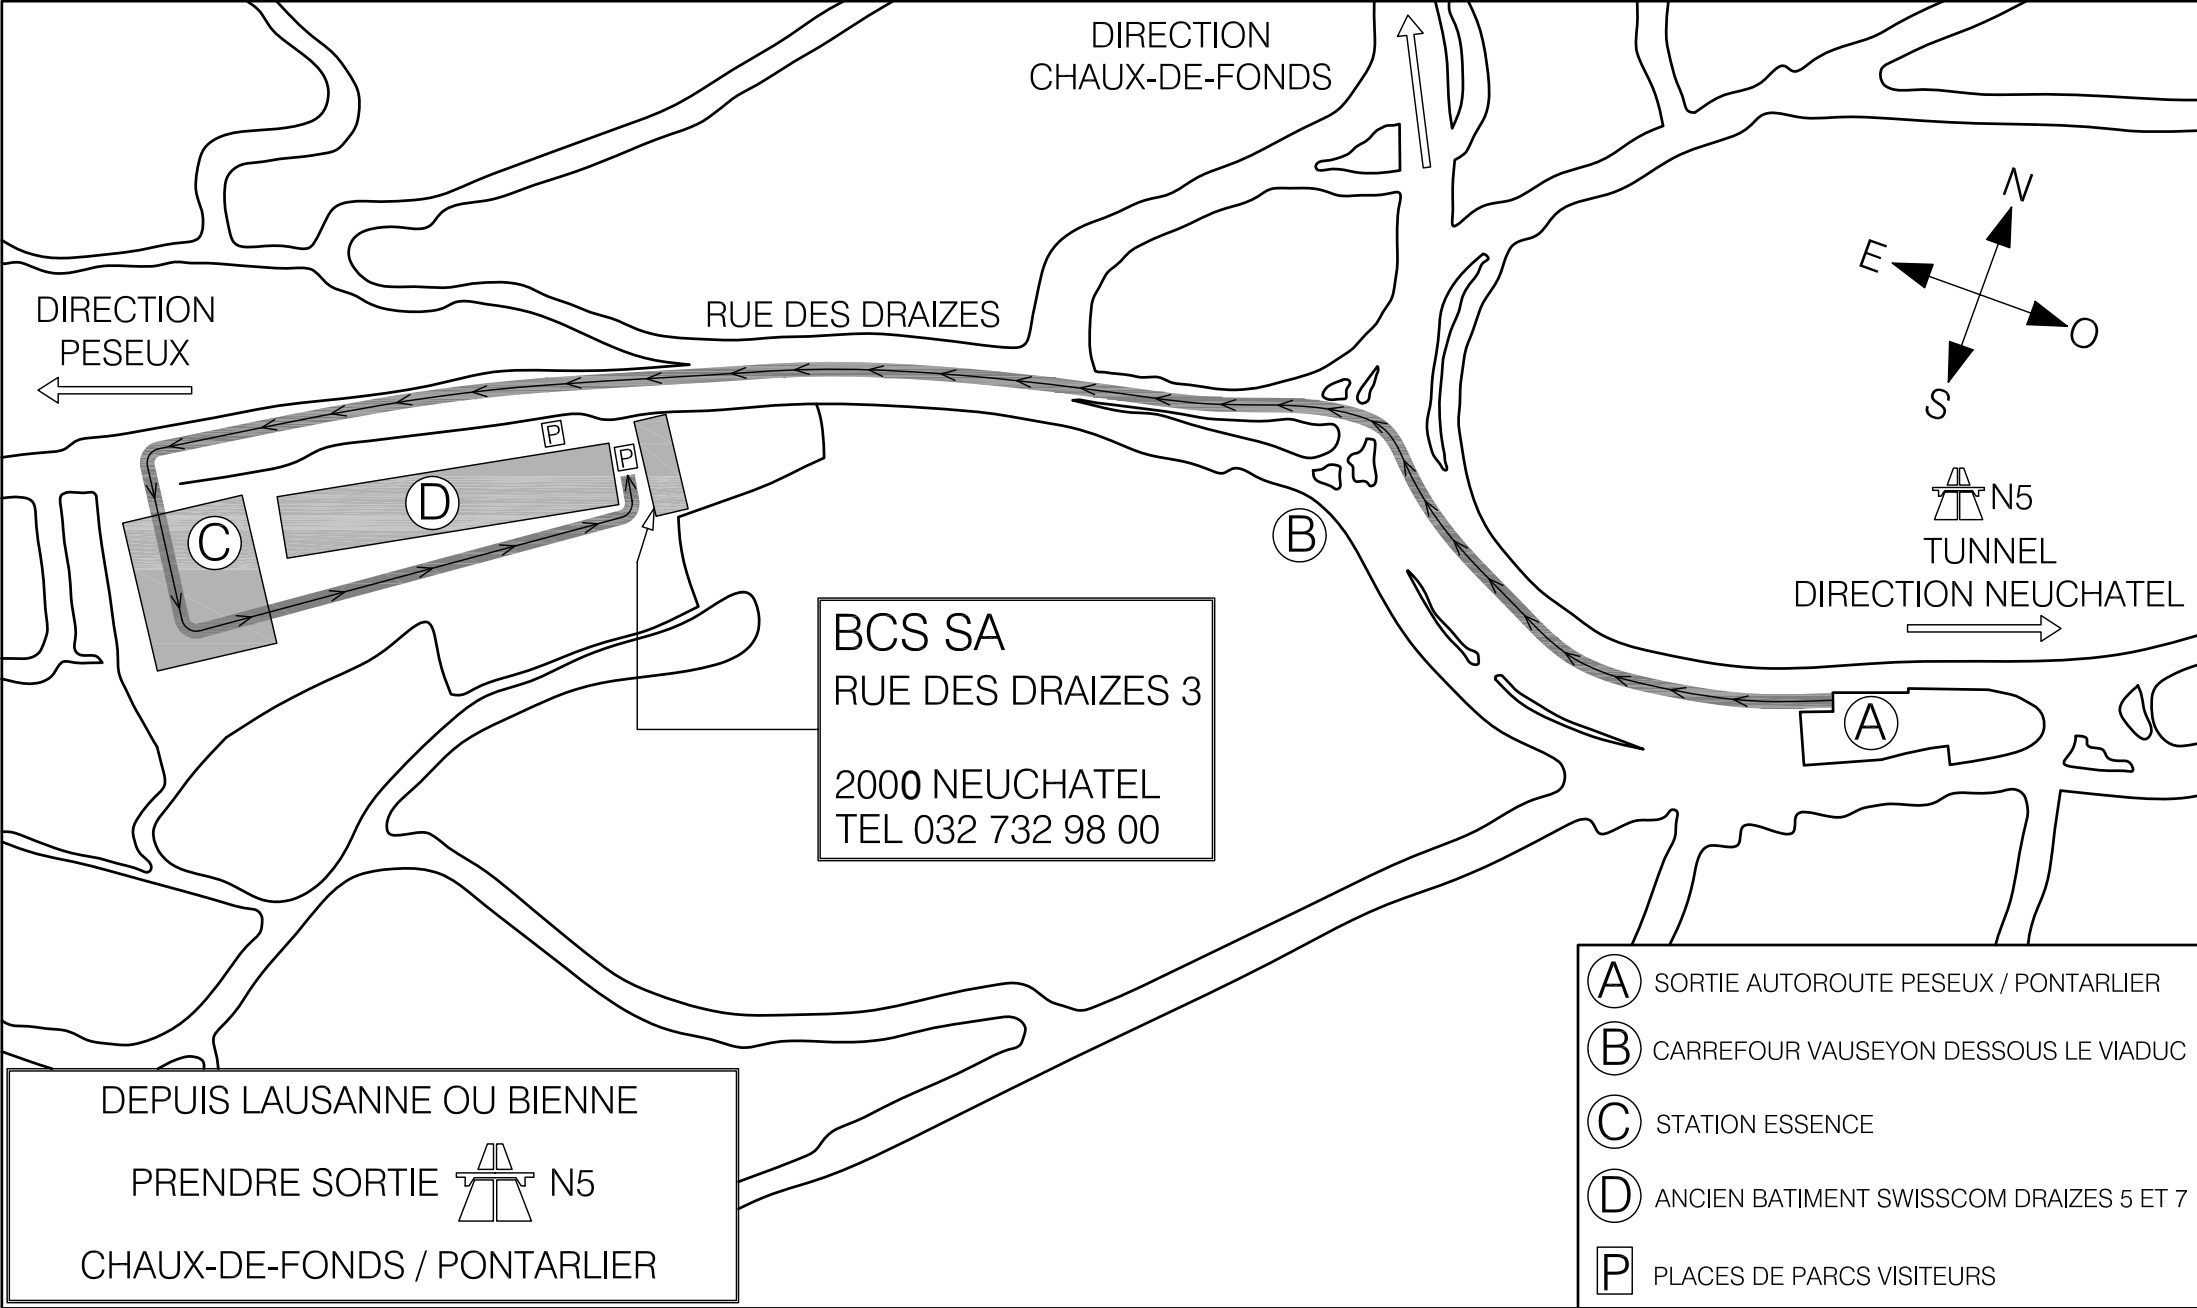 DIRECTION
CHAUX-DE-FONDS
N
E
O
S
DIRECTION
PESEUX
RUE DES DRAIZES
P
P
D
C
B
N5
TUNNEL
DIRECTION NEUCHATEL
A
BCS SA
RUE DES DRAIZES 3
2000 NEUCHATEL
TEL 032 732 98 00
DEPUIS LAUSANNE OU BIENNE
PRENDRE SORTIE N5
CHAUX-DE-FONDS / PONTARLIER
A SORTIE AUTOROUTE PESEUX / PONTARLIER
B CARREFOUR VAUSEYON DESSOUS LE VIADUC
C STATION ESSENCE
D ANCIEN BATIMENT SWISSCOM DRAIZES 5 ET 7
P PLACES DE PARCS VISITEURS